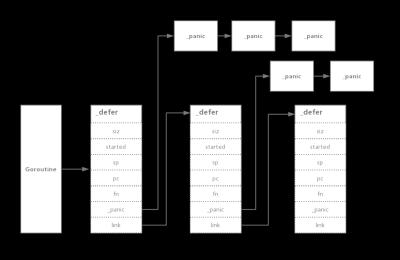 _panic
_panic
_panic
_panic
_panic
Goroutine
_defer
siz
started
sp
pc
fn
_panic
link
_defer
siz
started
sp
pc
fn
_panic
link
_defer
siz
started
sp
pc
fn
_panic
link